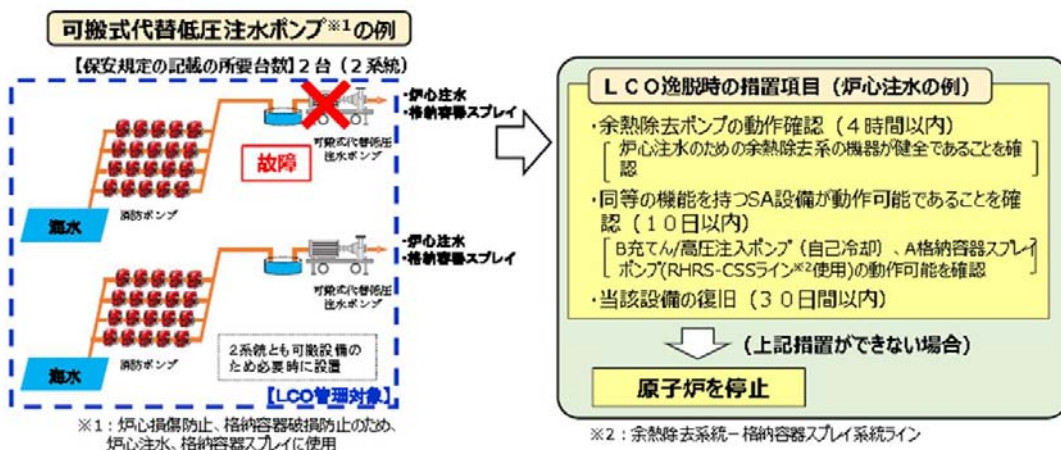 可搬式代替低圧注水ポンプ※1の例
【保安規定の記載の所要台数】2台（2系統）
・炉心注水
・格納容器スプレイ
可搬式代替低圧
注水ポンプ
故障
消防ポンプ
海水
・炉心注水
・格納容器スプレイ
可搬式代替低圧
注水ポンプ
消防ポンプ
海水
2系統とも可搬設備の
ため必要時に設置
【LCO管理対象】
※1：炉心損傷防止、格納容器破損防止のため、
炉心注水、格納容器スプレイに使用
LCO逸脱時の措置項目（炉心注水の例）
・余熱除去ポンプの動作確認（4時間以内）
炉心注水のための余熱除去系の機器が健全であることを確
認
・同等の機能を持つSA設備が動作可能であることを確
認（10日以内）
B充てん/高圧注入ポンプ（自己冷却）、A格納容器スプレイ
ポンプ(RHRS-CSSライン※2使用)の動作可能を確認
・当該設備の復旧（30日間以内）
（上記措置ができない場合）
原子炉を停止
※2：余熱除去系統－格納容器スプレイ系統ライン